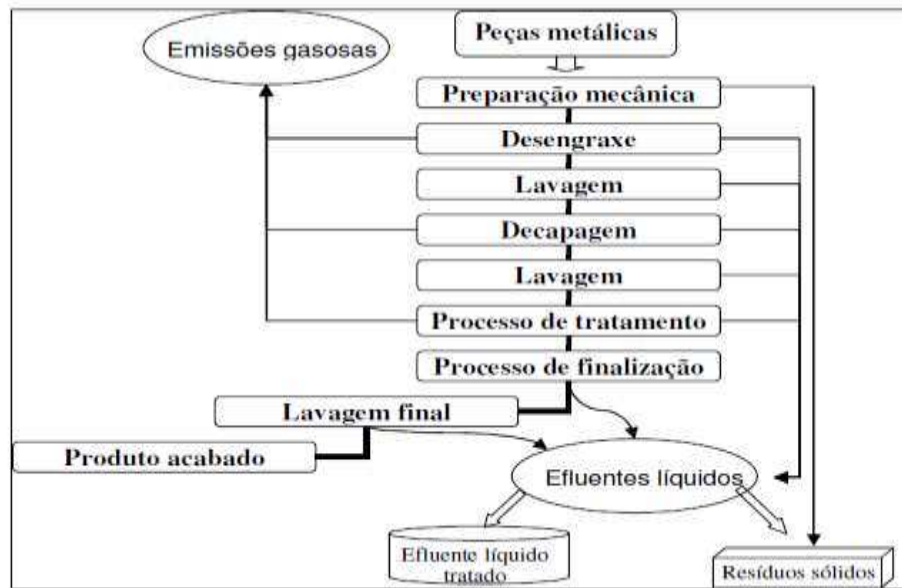 Emissões gasosas
Peças metálicas
Preparação mecânica
Desengraxe
Lavagem
Decapagem
Lavagem
Processo de tratamento
Processo de finalização
Lavagem final
Produto acabado
Efluentes líquidos
Efluente líquido
tratado
Resíduos sólidos